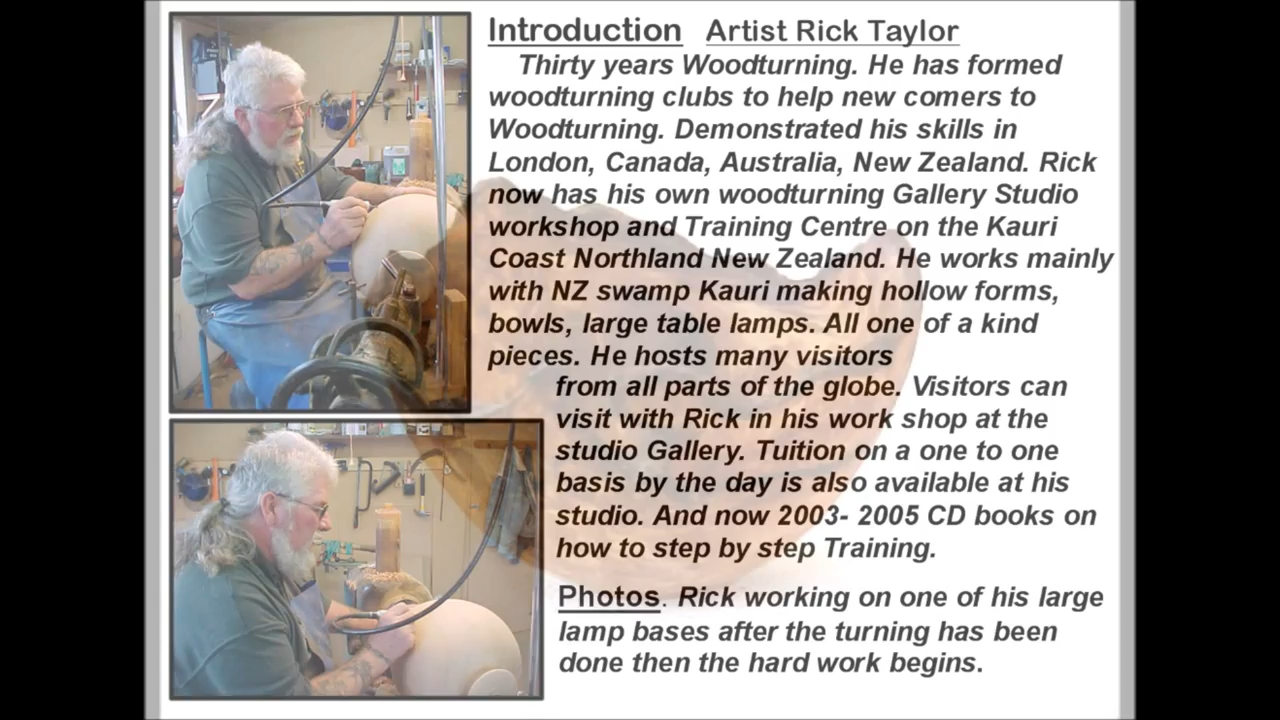 Introduction Artist Rick Taylor
Thirty years Woodturning. He has formed
woodturning clubs to help new comers to
Woodturning. Demonstrated his skills in
London, Canada, Australia, New Zealand. Rick
now has his own woodturning Gallery Studio
workshop and Training Centre on the Kauri
Coast Northland New Zealand. He works mainly
with NZ swamp Kauri making hollow forms,
bowls, large table lamps. All one of a kind
pieces. He hosts many visitors
from all parts of the globe. Visitors can
visit with Rick in his work shop at the
studio Gallery. Tuition on a one to one
basis by the day is also available at his
studio. And now 2003- 2005 CD books on
how to step by step Training.
Photos. Rick working on one of his large
lamp bases after the turning has been
done then the hard work begins.